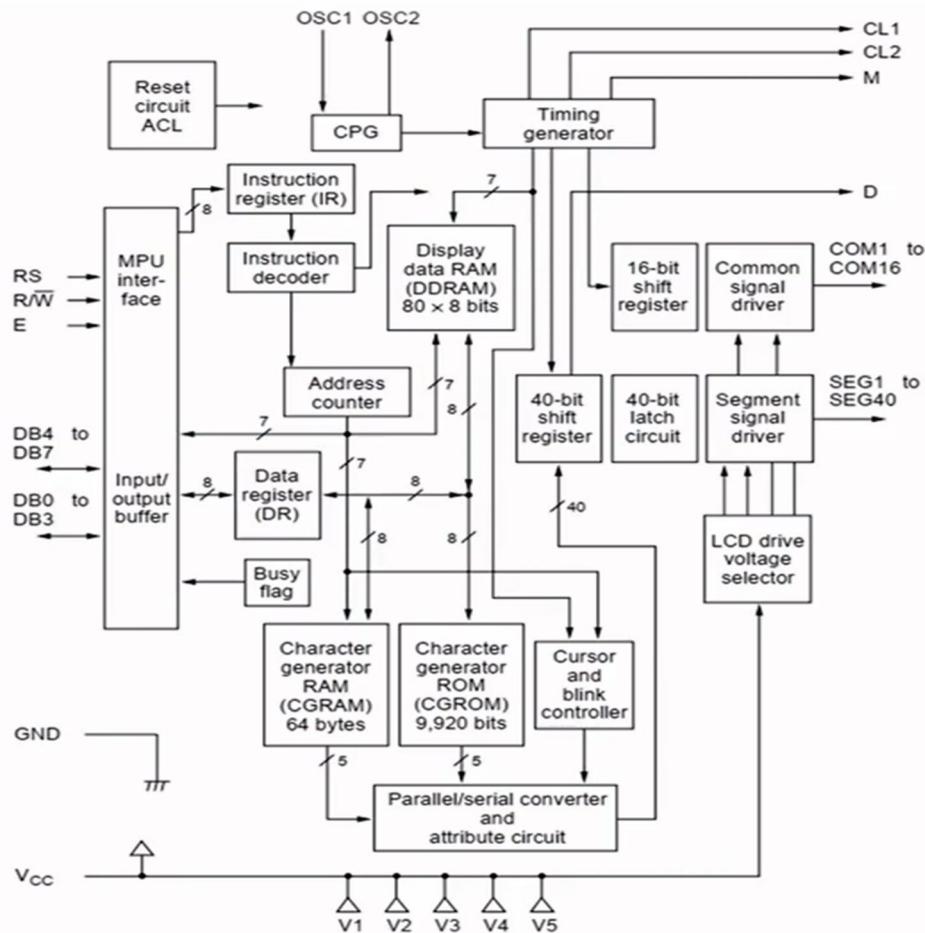 OSC1 OSC2
CL1
CL2
M
Reset
circuit
ACL
CPG
Timing
generator
7
D
Instruction
register (IR)
8
MPU
inter-
face
Instruction
decoder
Display
data RAM
(DDRAM)
80 × 8 bits
16-bit
shift
register
Common
signal
driver
COM1 to
COM16
RS
R/W̅
E
Address
counter
7
8
40-bit
shift
register
40-bit
latch
circuit
Segment
signal
driver
SEG1 to
SEG40
DB4 to
DB7
7
7
Input/
output
buffer
8
Data
register
(DR)
8
DB0 to
DB3
8
8
40
LCD drive
voltage
selector
Busy
flag
Character
generator
RAM
(CGRAM)
64 bytes
Character
generator
ROM
(CGROM)
9,920 bits
Cursor
and
blink
controller
GND
5
5
Parallel/serial converter
and
attribute circuit
VCC
V1 V2 V3 V4 V5